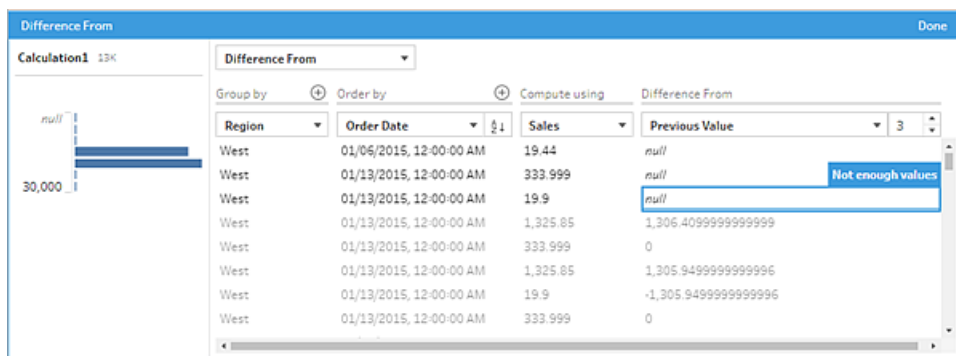 Difference From Done
Calculation1 13K
Difference From
Group by Order by Compute using Difference From
null
Region Order Date Sales Previous Value 3
West 01/06/2015, 12:00:00 AM 19.44 null
West 01/13/2015, 12:00:00 AM 333.999 null Not enough values
30,000
West 01/13/2015, 12:00:00 AM 19.9 null
West 01/13/2015, 12:00:00 AM 1,325.85 1,306.4099999999999
West 01/13/2015, 12:00:00 AM 333.999 0
West 01/13/2015, 12:00:00 AM 1,325.85 1,305.9499999999996
West 01/13/2015, 12:00:00 AM 19.9 -1,305.9499999999996
West 01/13/2015, 12:00:00 AM 333.999 0